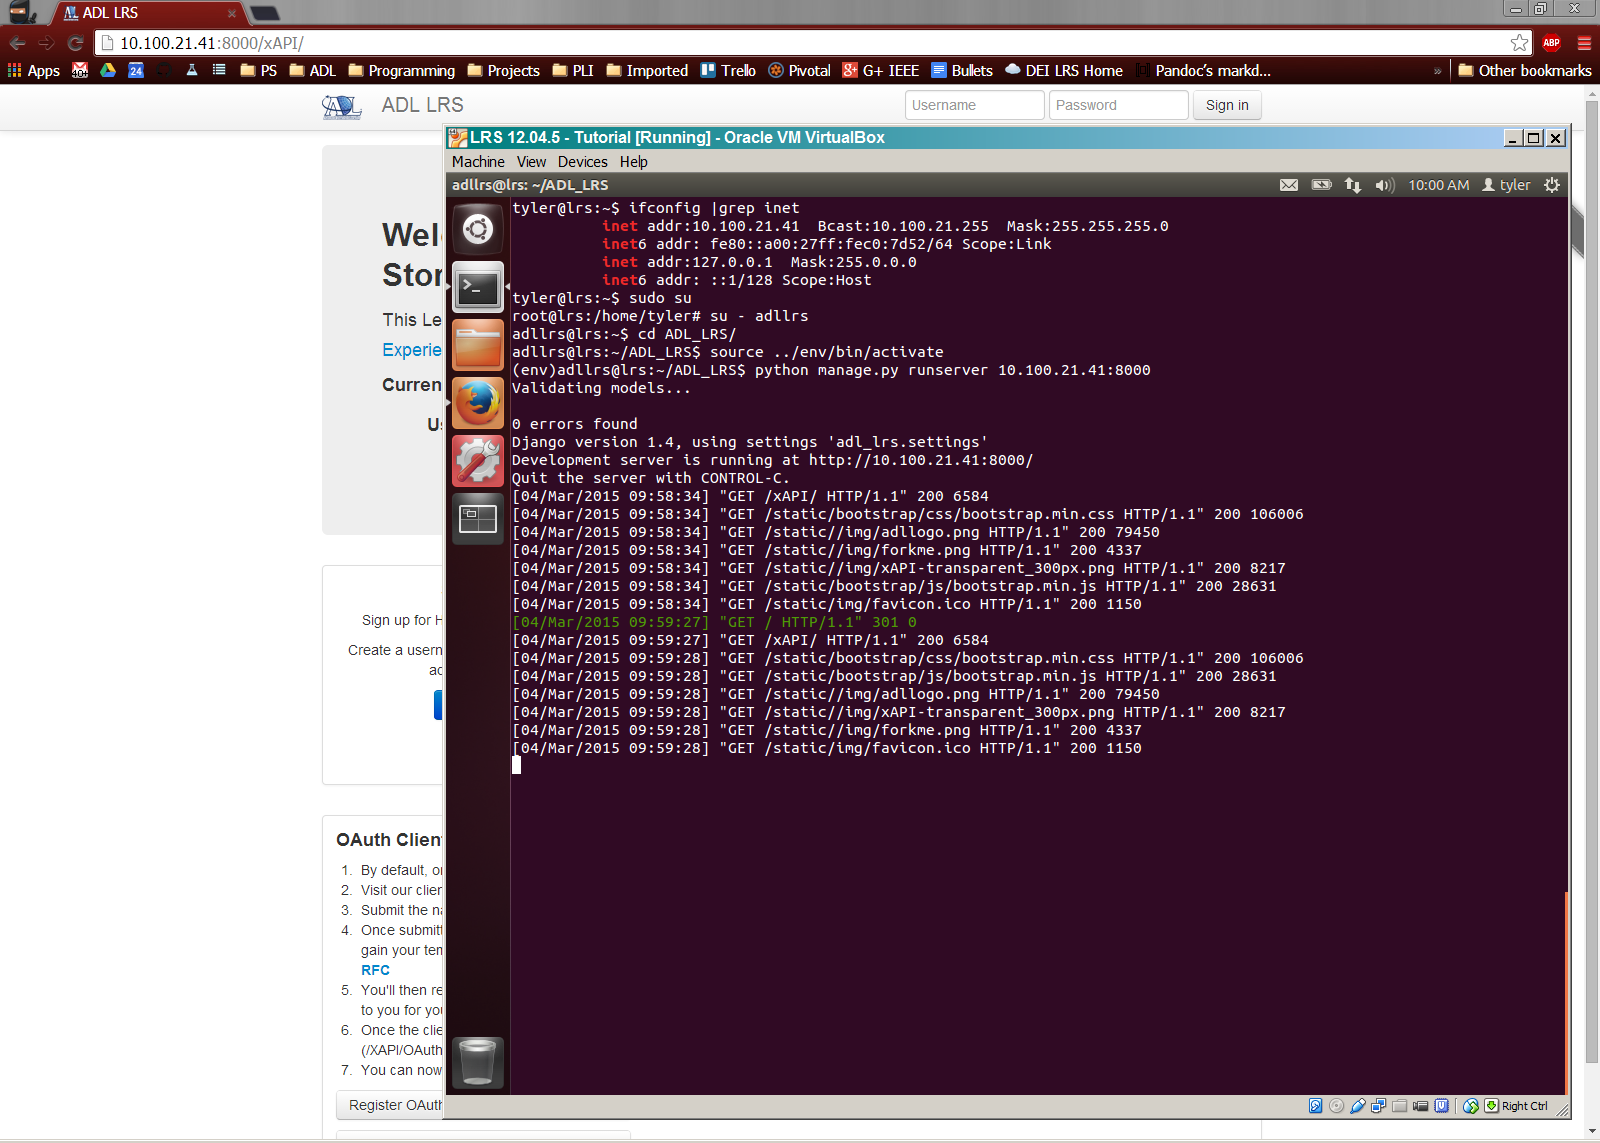 ADL LRS
10.100.21.41:8000/xAPI/
ABP
Apps
24
PS
ADL
Programming
Projects
PLI
Imported
Trello
Pivotal
G+ IEEE
Bullets
DEI LRS Home
Pandoc's markd...
»
Other bookmarks
ADL LRS
Username
Password
Sign in
LRS 12.04.5 - Tutorial [Running] - Oracle VM VirtualBox
Machine View Devices Help
adllrs@lrs: ~/ADL_LRS
10:00 AM
tyler
tyler@lrs:~$ ifconfig |grep inet
inet addr:10.100.21.41 Bcast:10.100.21.255 Mask:255.255.255.0
inet6 addr: fe80::a00:27ff:fec0:7d52/64 Scope:Link
inet addr:127.0.0.1 Mask:255.0.0.0
inet6 addr: ::1/128 Scope:Host
tyler@lrs:~$ sudo su
root@lrs:/home/tyler# su - adllrs
adllrs@lrs:~$ cd ADL_LRS/
adllrs@lrs:~/ADL_LRS$ source ../env/bin/activate
(env)adllrs@lrs:~/ADL_LRS$ python manage.py runserver 10.100.21.41:8000
Validating models...
0 errors found
Django version 1.4, using settings 'adl_lrs.settings'
Development server is running at http://10.100.21.41:8000/
Quit the server with CONTROL-C.
[04/Mar/2015 09:58:34] "GET /xAPI/ HTTP/1.1" 200 6584
[04/Mar/2015 09:58:34] "GET /static/bootstrap/css/bootstrap.min.css HTTP/1.1" 200 106006
[04/Mar/2015 09:58:34] "GET /static//img/adllogo.png HTTP/1.1" 200 79450
[04/Mar/2015 09:58:34] "GET /static//img/forkme.png HTTP/1.1" 200 4337
[04/Mar/2015 09:58:34] "GET /static//img/xAPI-transparent_300px.png HTTP/1.1" 200 8217
[04/Mar/2015 09:58:34] "GET /static/bootstrap/js/bootstrap.min.js HTTP/1.1" 200 28631
[04/Mar/2015 09:58:34] "GET /static/img/favicon.ico HTTP/1.1" 200 1150
[04/Mar/2015 09:59:27] "GET / HTTP/1.1" 301 0
[04/Mar/2015 09:59:27] "GET /xAPI/ HTTP/1.1" 200 6584
[04/Mar/2015 09:59:28] "GET /static/bootstrap/css/bootstrap.min.css HTTP/1.1" 200 106006
[04/Mar/2015 09:59:28] "GET /static/bootstrap/js/bootstrap.min.js HTTP/1.1" 200 28631
[04/Mar/2015 09:59:28] "GET /static//img/adllogo.png HTTP/1.1" 200 79450
[04/Mar/2015 09:59:28] "GET /static//img/xAPI-transparent_300px.png HTTP/1.1" 200 8217
[04/Mar/2015 09:59:28] "GET /static//img/forkme.png HTTP/1.1" 200 4337
[04/Mar/2015 09:59:28] "GET /static/img/favicon.ico HTTP/1.1" 200 1150
Right Ctrl
Wel
Stor
This Le
Experie
Curren
Us
Sign up for H
Create a usern
ac
OAuth Clien
1. By default, o
2. Visit our clier
3. Submit the na
4. Once submitt
gain your tem
RFC
5. You'll then re
to you for you
6. Once the clie
(/XAPI/OAuth
7. You can now
Register OAuth